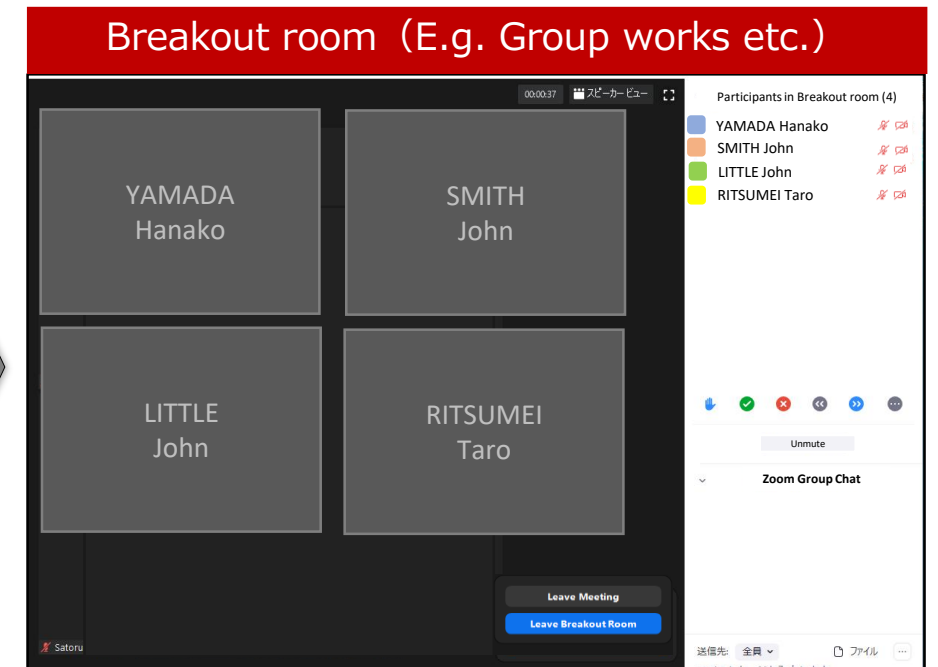 Breakout room（E.g. Group works etc.）
00:00:37 スピーカービュー
Participants in Breakout room (4)
YAMADA Hanako
SMITH John
LITTLE John
RITSUMEI Taro
YAMADA
Hanako
SMITH
John
LITTLE
John
RITSUMEI
Taro
Unmute
Zoom Group Chat
Leave Meeting
Leave Breakout Room
Satoru
送信先: 全員 ファイル